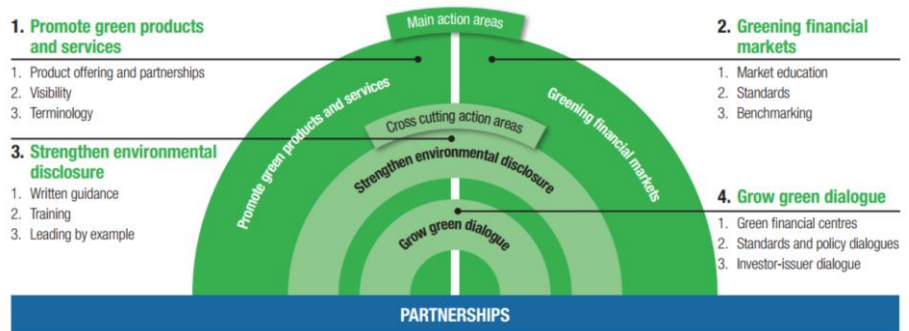 Main action areas
1. Promote green products
and services
1. Product offering and partnerships
2. Visibility
3. Terminology
2. Greening financial
markets
1. Market education
2. Standards
3. Benchmarking
Promote green products and services
Greening financial markets
Cross cutting action areas
Strengthen environmental disclosure
3. Strengthen environmental
disclosure
1. Written guidance
2. Training
3. Leading by example
Grow green dialogue
4. Grow green dialogue
1. Green financial centres
2. Standards and policy dialogues
3. Investor-issuer dialogue
PARTNERSHIPS